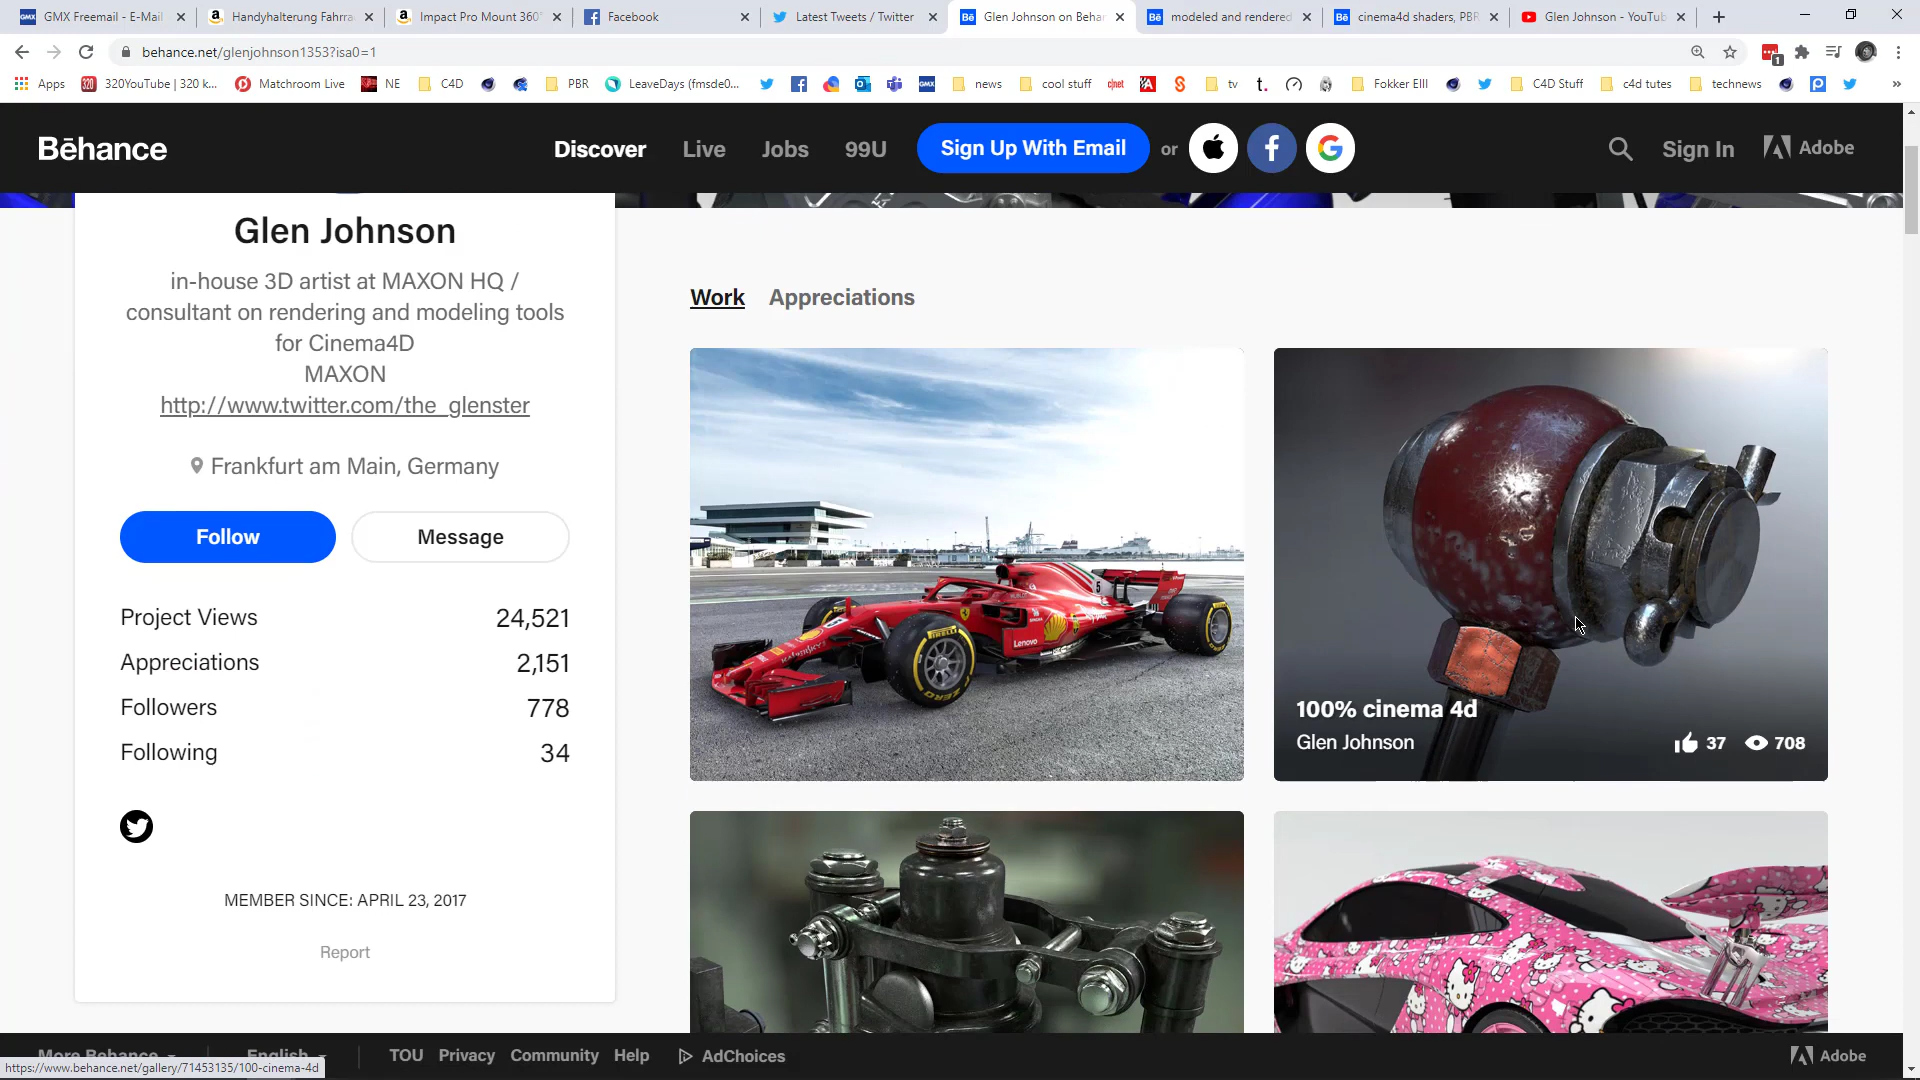 GMX Freemail - E-Mail
Handyhalterung Fahrra
Impact Pro Mount 360°
Facebook
Latest Tweets / Twitter
Glen Johnson on Behan
modeled and rendered
cinema4d shaders, PBR
Glen Johnson - YouTub
behance.net/glenjohnson1353?isa0=1
Apps
320YouTube | 320 k...
Matchroom Live
NE
C4D
PBR
LeaveDays (fmsde0...
news
cool stuff
tv
Fokker EIII
C4D Stuff
c4d tutes
technews
Bēhance
Discover
Live
Jobs
99U
Sign Up With Email
or
Sign In
Adobe
Glen Johnson
in-house 3D artist at MAXON HQ /
consultant on rendering and modeling tools
for Cinema4D
MAXON
http://www.twitter.com/the_glenster
Frankfurt am Main, Germany
Follow
Message
Project Views 24,521
Appreciations 2,151
Followers 778
Following 34
MEMBER SINCE: APRIL 23, 2017
Report
Work
Appreciations
Lenovo
100% cinema 4d
Glen Johnson
37
708
More Behance
English
TOU
Privacy
Community
Help
AdChoices
Adobe
https://www.behance.net/gallery/71453135/100-cinema-4d